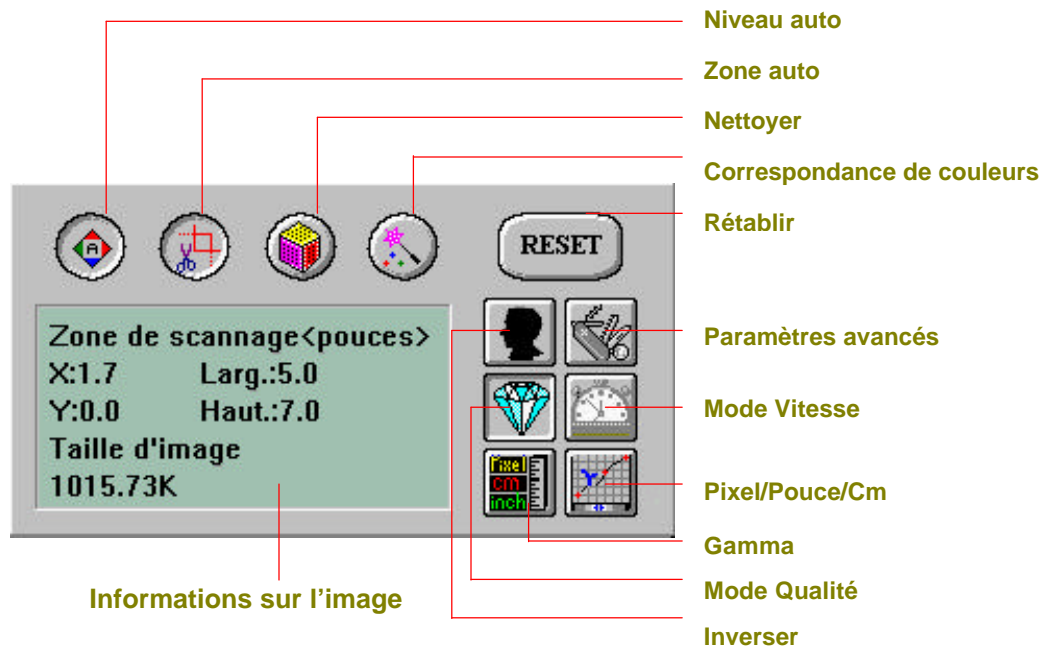 Niveau auto
Zone auto
Nettoyer
Correspondance de couleurs
Rétablir
A
RESET
Zone de scannage<pouces>
X:1.7 Larg.:5.0
Y:0.0 Haut.:7.0
Taille d'image
1015.73K
Paramètres avancés
Mode Vitesse
Pixel
cm
inch
Pixel/Pouce/Cm
Gamma
Mode Qualité
Inverser
Informations sur l’image